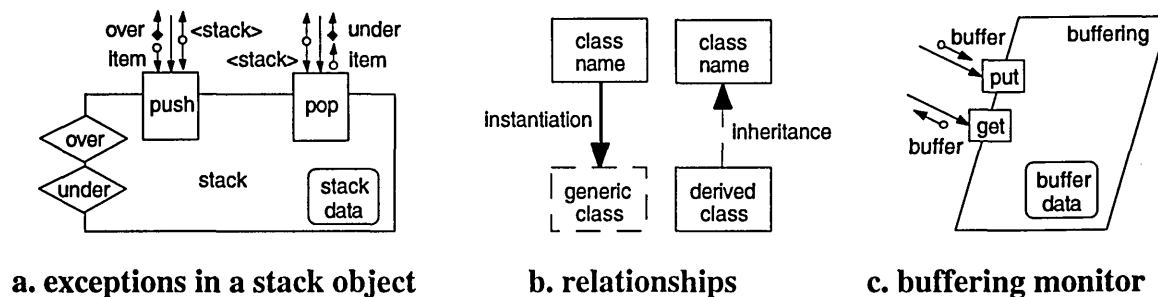 over
<stack>
under
item
<stack>
item
push
pop
over
under
stack
stack
data
a. exceptions in a stack object
class
name
class
name
instantiation
inheritance
generic
class
derived
class
b. relationships
buffer
buffering
put
get
buffer
buffer
data
c. buffering monitor